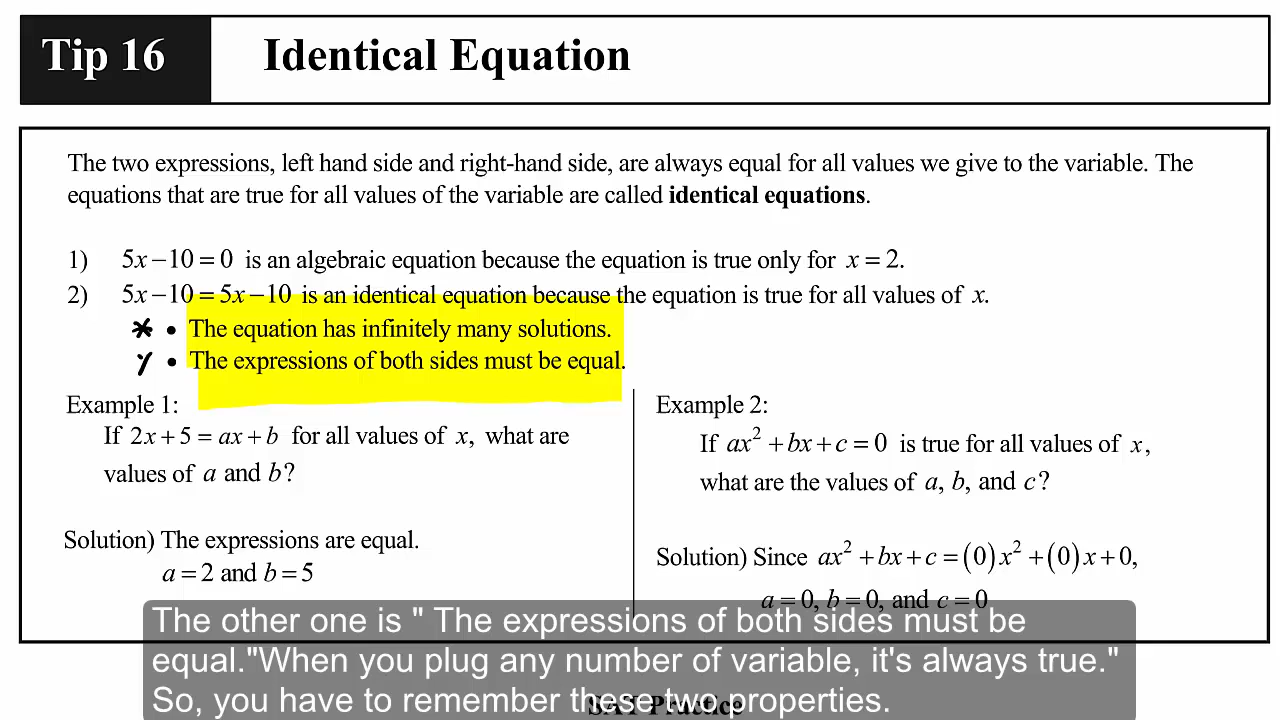 Tip 16 Identical Equation
The two expressions, left hand side and right-hand side, are always equal for all values we give to the variable. The
equations that are true for all values of the variable are called identical equations.
1) 5x − 10 = 0 is an algebraic equation because the equation is true only for x = 2.
2) 5x − 10 = 5x − 10 is an identical equation because the equation is true for all values of x.
• The equation has infinitely many solutions.
• The expressions of both sides must be equal.
Example 1:
If 2x + 5 = ax + b for all values of x, what are
values of a and b?
Solution) The expressions are equal.
a = 2 and b = 5
Example 2:
If ax² + bx + c = 0 is true for all values of x,
what are the values of a, b, and c?
Solution) Since ax² + bx + c = (0)x² + (0)x + 0,
a = 0, b = 0, and c = 0
The other one is " The expressions of both sides must be
equal."When you plug any number of variable, it's always true."
So, you have to remember these two properties.
SAT Practice